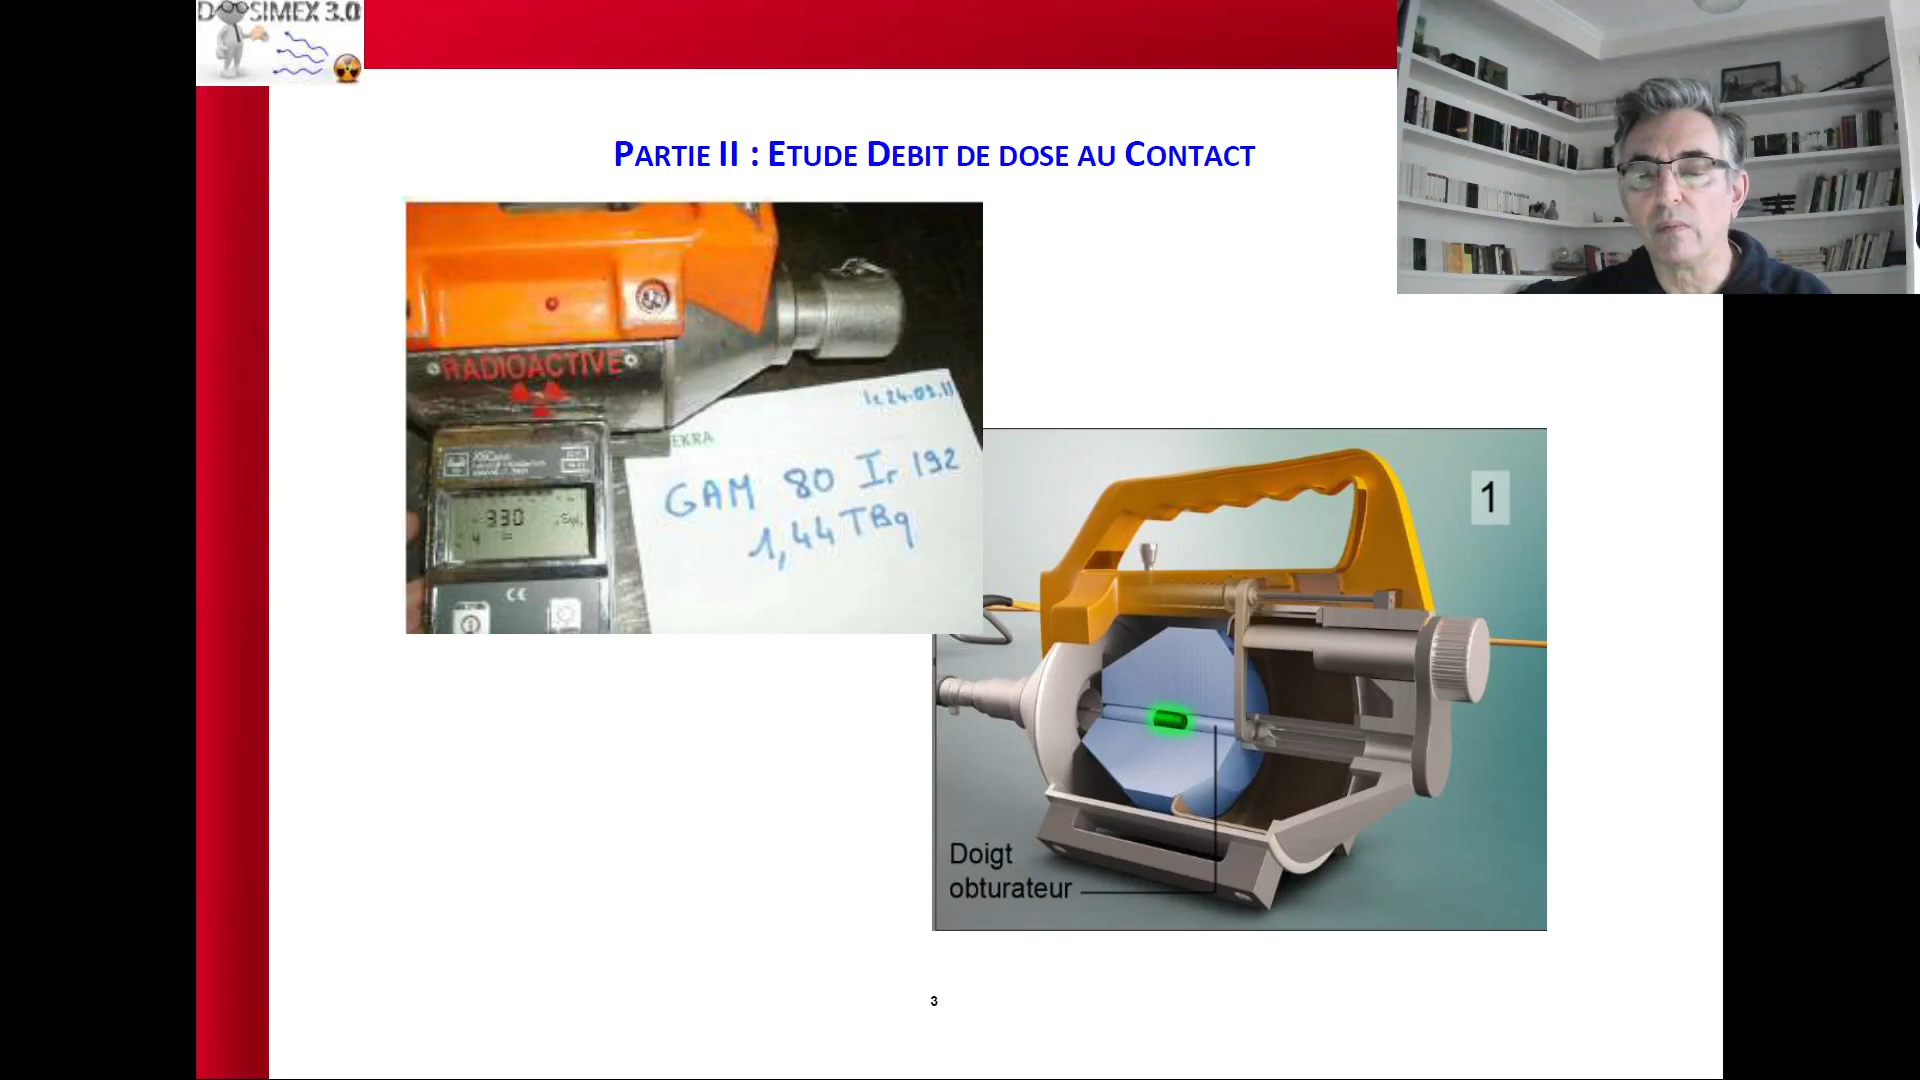 DOSIMEX 3.0
PARTIE II : ETUDE DEBIT DE DOSE AU CONTACT
RADIOACTIVE
le 24.09.11
EKRA
GAM 80 Ir 192
1,44 TBq
330
CE
1
Doigt
obturateur
3